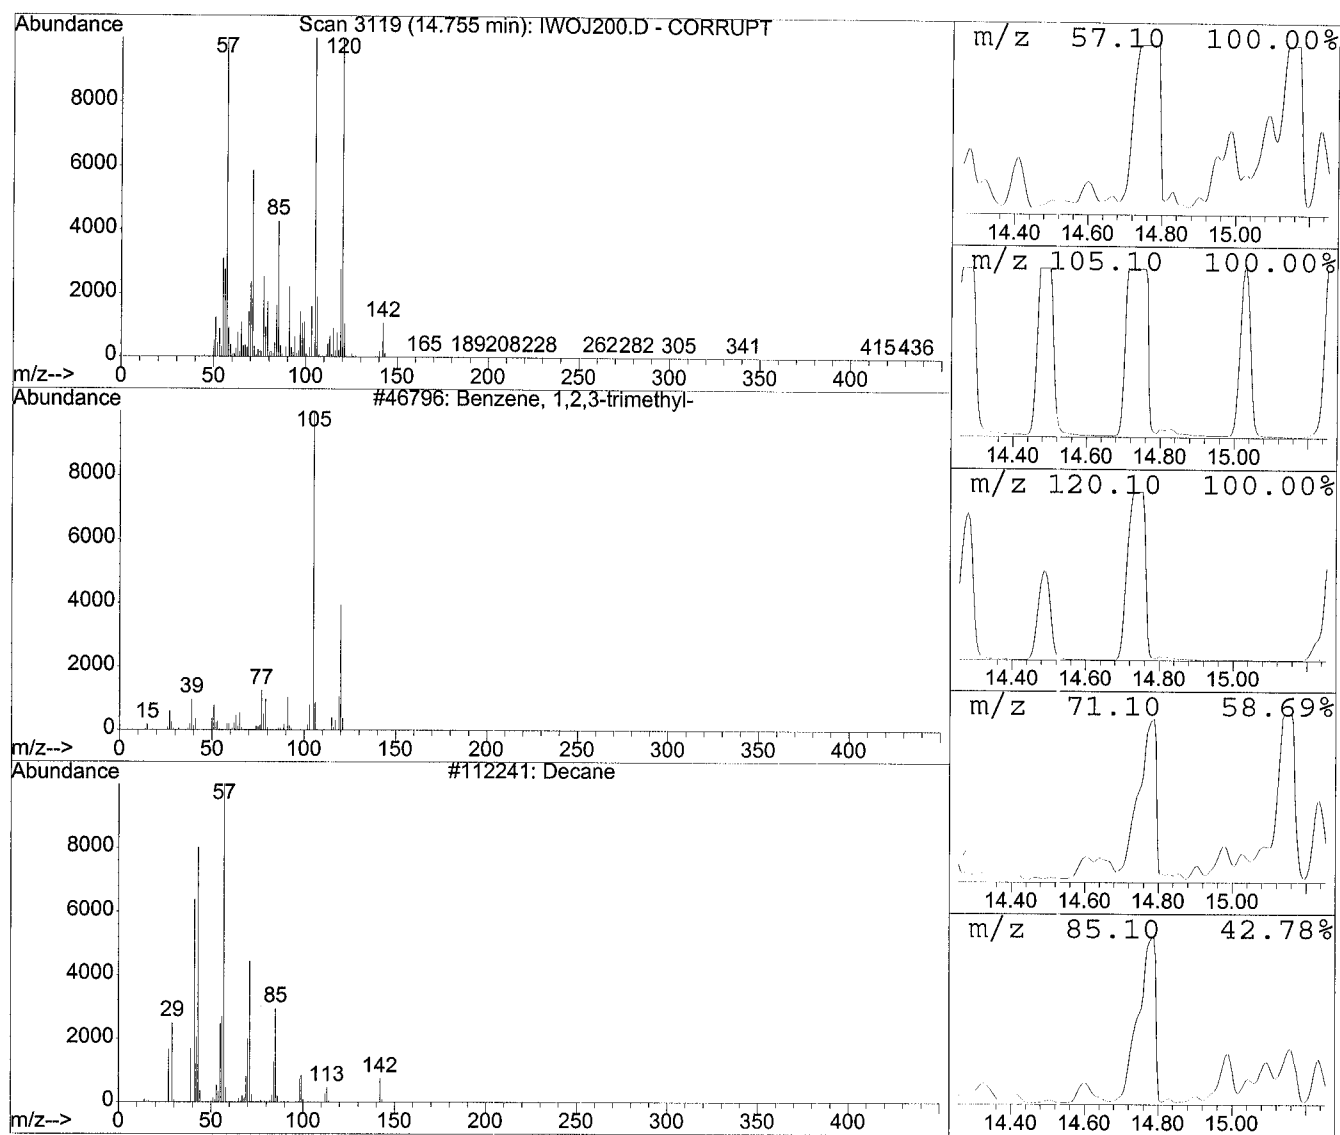 Abundance
Scan 3119 (14.755 min): IWOJ200.D - CORRUPT
57
120
8000
6000
4000
85
2000
142
165 189 208 228 262 282 305 341 415 436
0
m/z--> 0 50 100 150 200 250 300 350 400
Abundance
#46796: Benzene, 1,2,3-trimethyl-
105
8000
6000
4000
2000
39
77
15
0
m/z--> 0 50 100 150 200 250 300 350 400
Abundance
#112241: Decane
57
8000
6000
4000
29
85
2000
113
142
0
m/z--> 0 50 100 150 200 250 300 350 400
m/z 57.10 100.00%
14.40 14.60 14.80 15.00
m/z 105.10 100.00%
14.40 14.60 14.80 15.00
m/z 120.10 100.00%
14.40 14.60 14.80 15.00
m/z 71.10 58.69%
14.40 14.60 14.80 15.00
m/z 85.10 42.78%
14.40 14.60 14.80 15.00